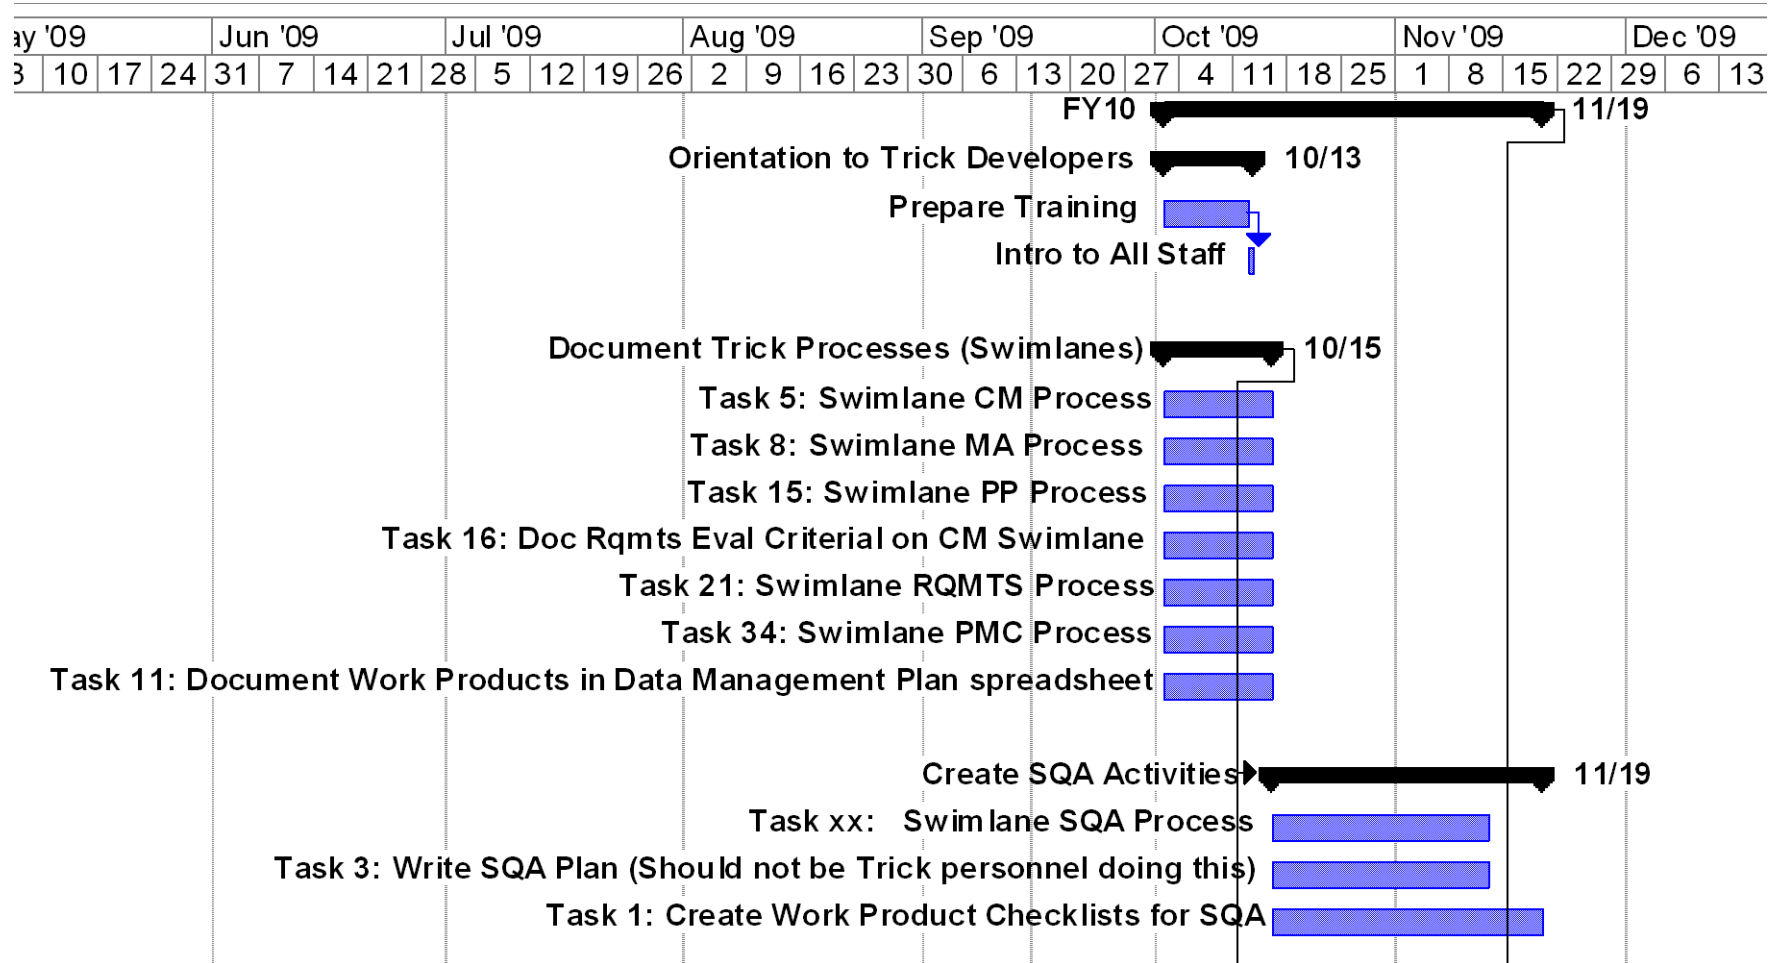 ay '09 Jun '09 Jul '09 Aug '09 Sep '09 Oct '09 Nov '09 Dec '09
3 10 17 24 31 7 14 21 28 5 12 19 26 2 9 16 23 30 6 13 20 27 4 11 18 25 1 8 15 22 29 6 13
FY10 11/19
Orientation to Trick Developers 10/13
Prepare Training
Intro to All Staff
Document Trick Processes (Swimlanes) 10/15
Task 5: Swimlane CM Process
Task 8: Swimlane MA Process
Task 15: Swimlane PP Process
Task 16: Doc Rqmts Eval Criterial on CM Swimlane
Task 21: Swimlane RQMTS Process
Task 34: Swimlane PMC Process
Task 11: Document Work Products in Data Management Plan spreadsheet
Create SQA Activities 11/19
Task xx: Swimlane SQA Process
Task 3: Write SQA Plan (Should not be Trick personnel doing this)
Task 1: Create Work Product Checklists for SQA